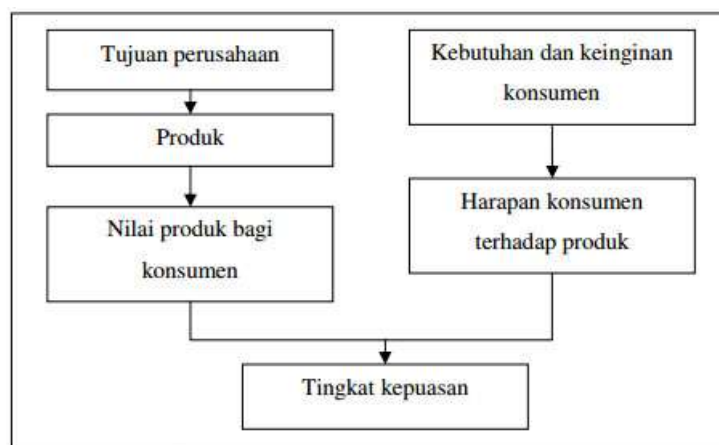 Tujuan perusahaan
Produk
Nilai produk bagi
konsumen
Kebutuhan dan keinginan
konsumen
Harapan konsumen
terhadap produk
Tingkat kepuasan